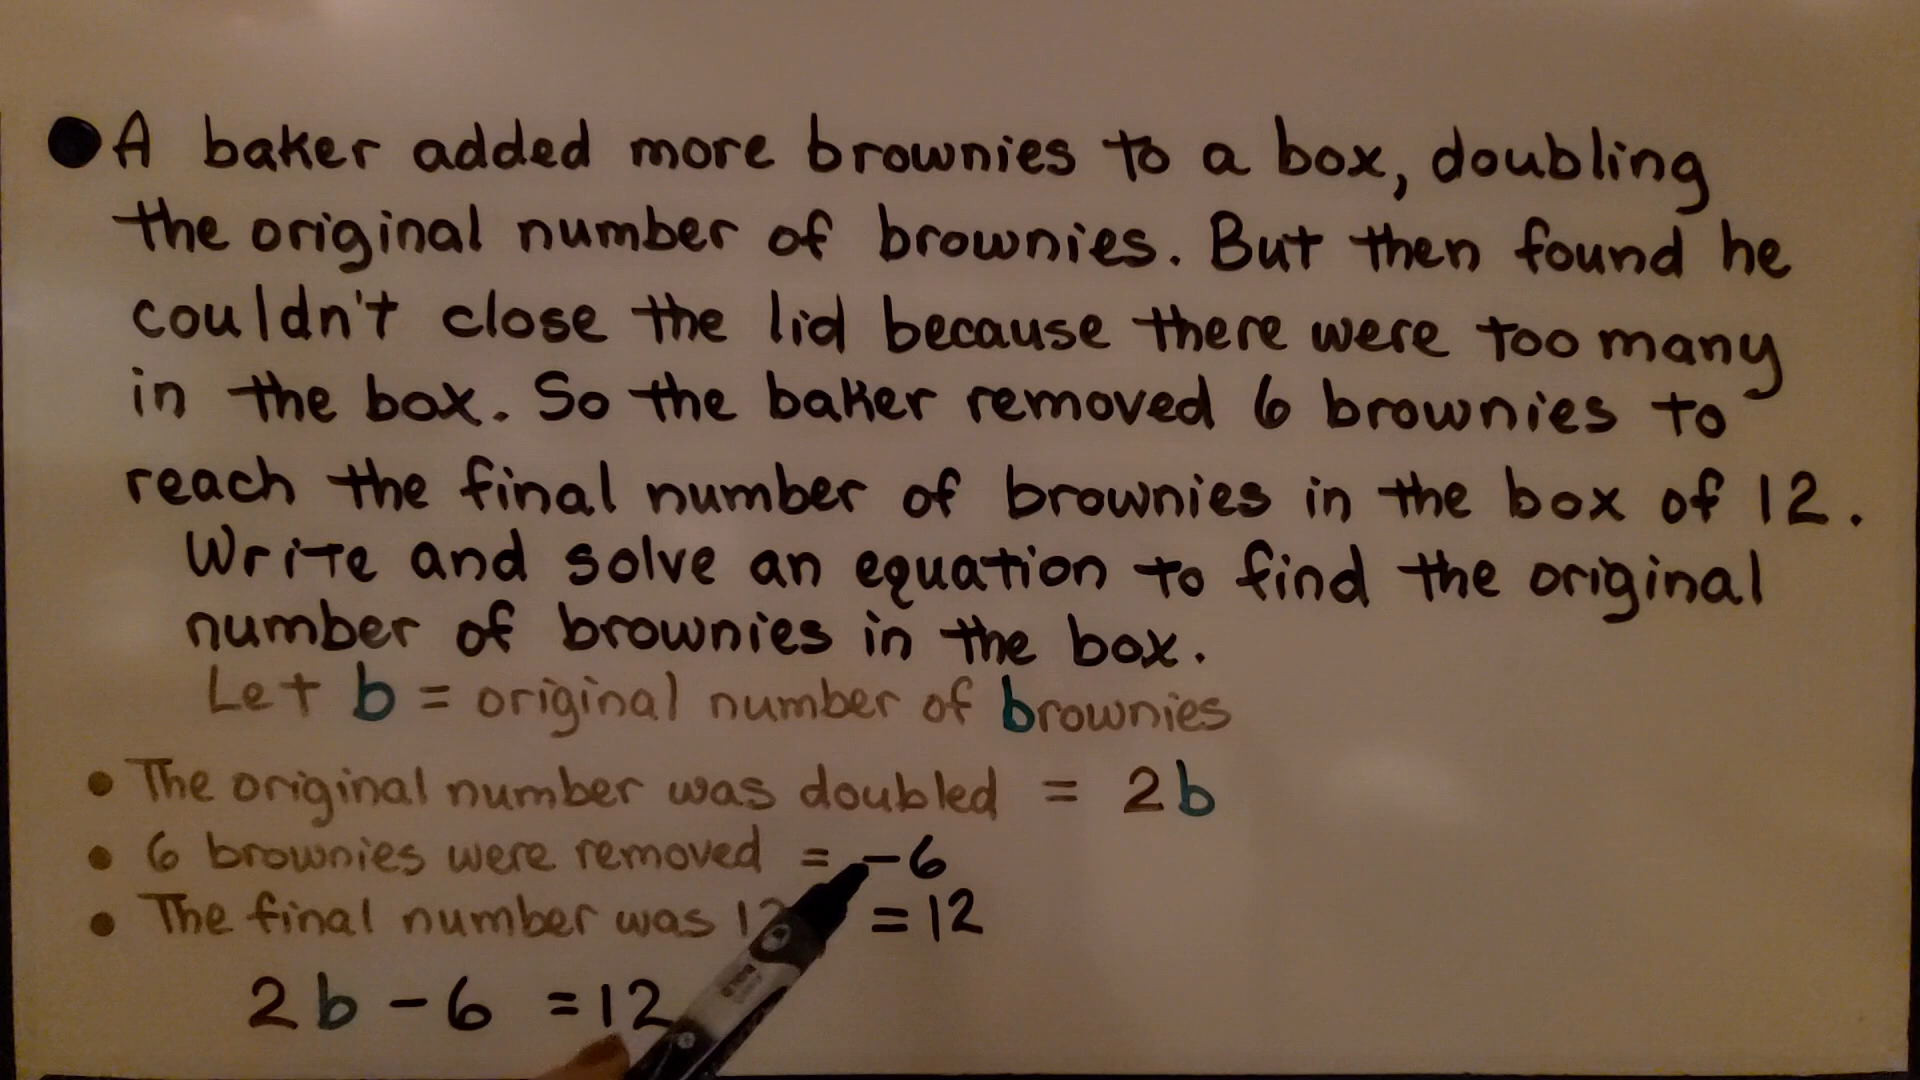 ● A baker added more brownies to a box, doubling
the original number of brownies. But then found he
couldn't close the lid because there were too many
in the box. So the baker removed 6 brownies to
reach the final number of brownies in the box of 12.
Write and solve an equation to find the original
number of brownies in the box.
Let b = original number of brownies
• The original number was doubled = 2b
• 6 brownies were removed = -6
• The final number was 12 = 12
2b - 6 = 12